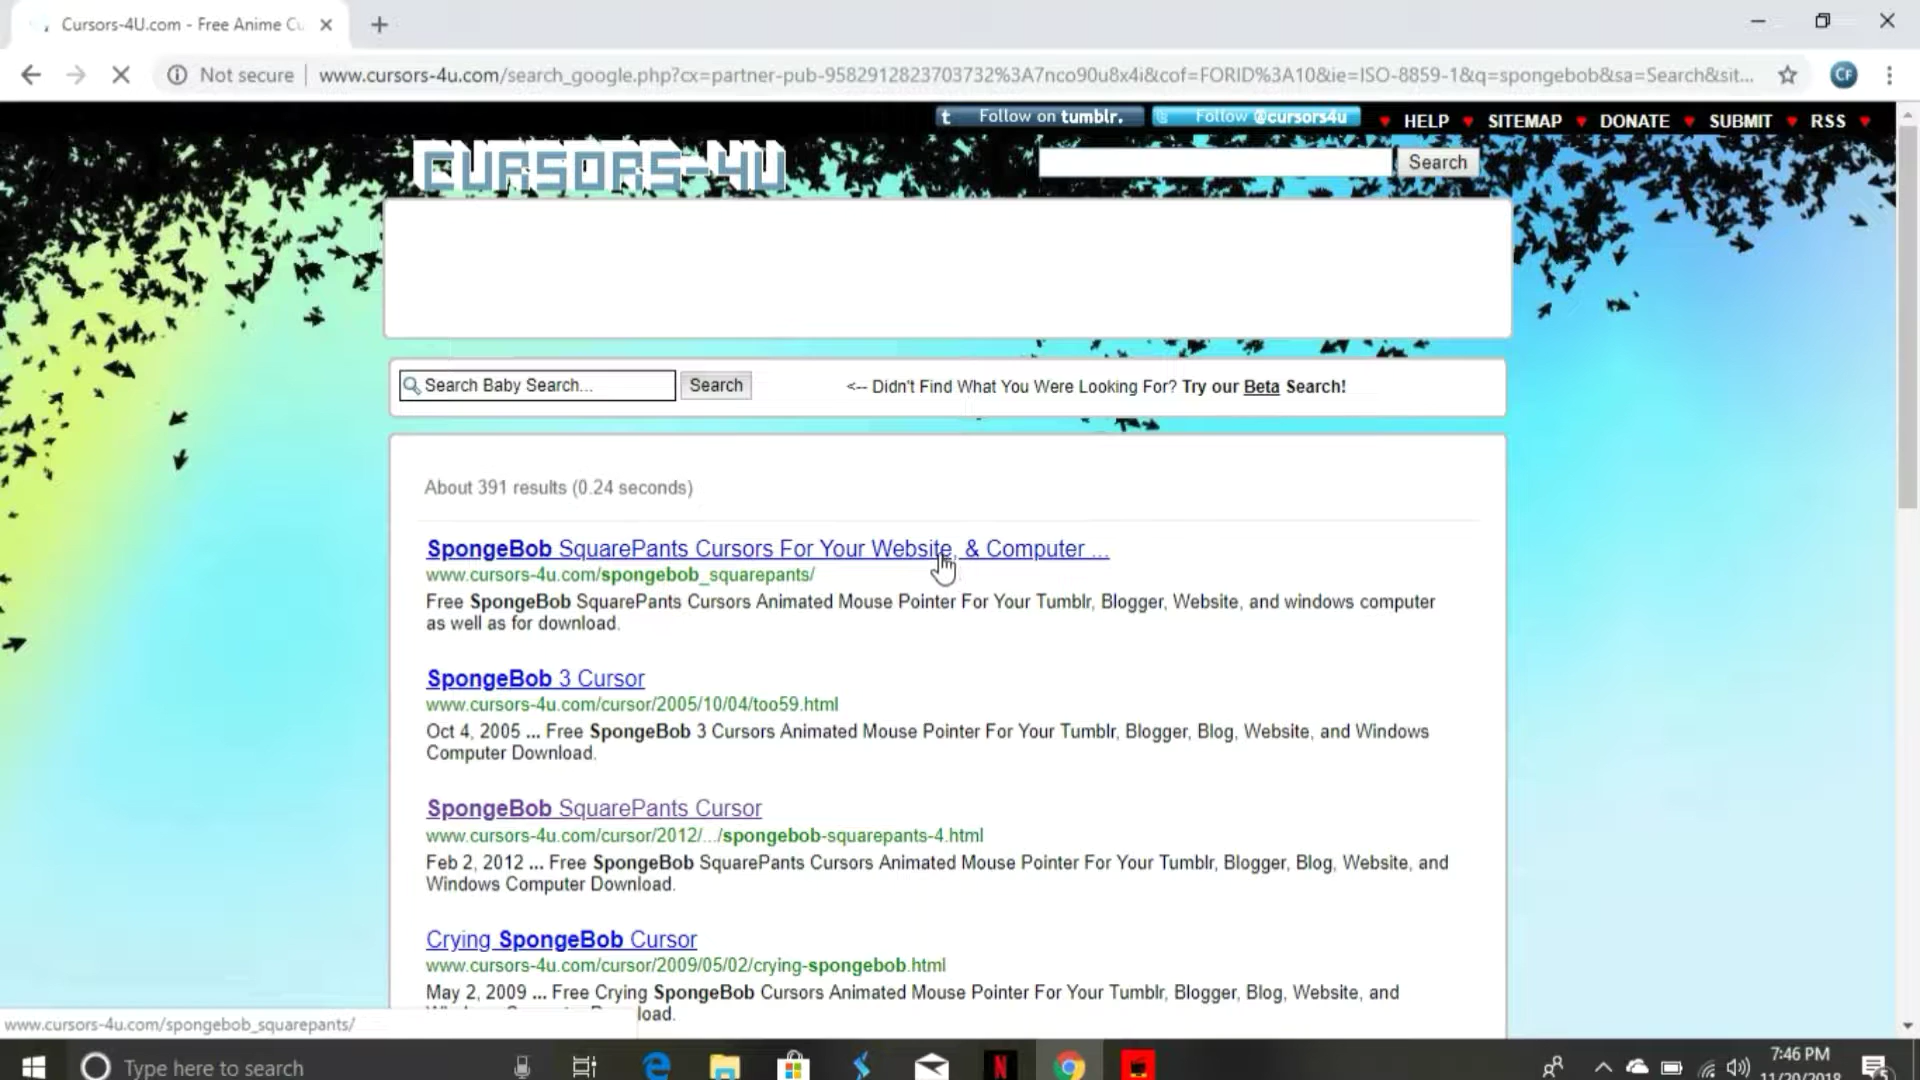 Cursors-4U.com - Free Anime Cu
Not secure
www.cursors-4u.com/search_google.php?cx=partner-pub-9582912823703732%3A7nco90u8x4i&cof=FORID%3A10&ie=ISO-8859-1&q=spongebob&sa=Search&sit...
CF
t Follow on tumblr. Follow @cursors4u HELP SITEMAP DONATE SUBMIT RSS
CURSORS-4U
Search
Search Baby Search... Search <-- Didn't Find What You Were Looking For? Try our Beta Search!
About 391 results (0.24 seconds)
SpongeBob SquarePants Cursors For Your Website, & Computer ...
www.cursors-4u.com/spongebob_squarepants/
Free SpongeBob SquarePants Cursors Animated Mouse Pointer For Your Tumblr, Blogger, Website, and windows computer
as well as for download.
SpongeBob 3 Cursor
www.cursors-4u.com/cursor/2005/10/04/too59.html
Oct 4, 2005 ... Free SpongeBob 3 Cursors Animated Mouse Pointer For Your Tumblr, Blogger, Blog, Website, and Windows
Computer Download.
SpongeBob SquarePants Cursor
www.cursors-4u.com/cursor/2012/.../spongebob-squarepants-4.html
Feb 2, 2012 ... Free SpongeBob SquarePants Cursors Animated Mouse Pointer For Your Tumblr, Blogger, Blog, Website, and
Windows Computer Download.
Crying SpongeBob Cursor
www.cursors-4u.com/cursor/2009/05/02/crying-spongebob.html
May 2, 2009 ... Free Crying SpongeBob Cursors Animated Mouse Pointer For Your Tumblr, Blogger, Blog, Website, and
load.
www.cursors-4u.com/spongebob_squarepants/
Type here to search
N
7:46 PM
11/20/2018